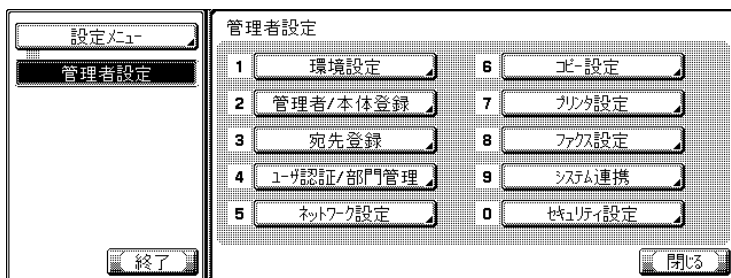 設定ﾒﾆｭｰ
管理者設定
終了
管理者設定
1 環境設定
2 管理者/本体登録
3 宛先登録
4 ﾕｰｻﾞ認証/部門管理
5 ﾈｯﾄﾜｰｸ設定
6 ｺﾋﾟｰ設定
7 ﾌﾟﾘﾝﾀ設定
8 ﾌｧｸｽ設定
9 ｼｽﾃﾑ連携
0 ｾｷｭﾘﾃｨ設定
閉じる